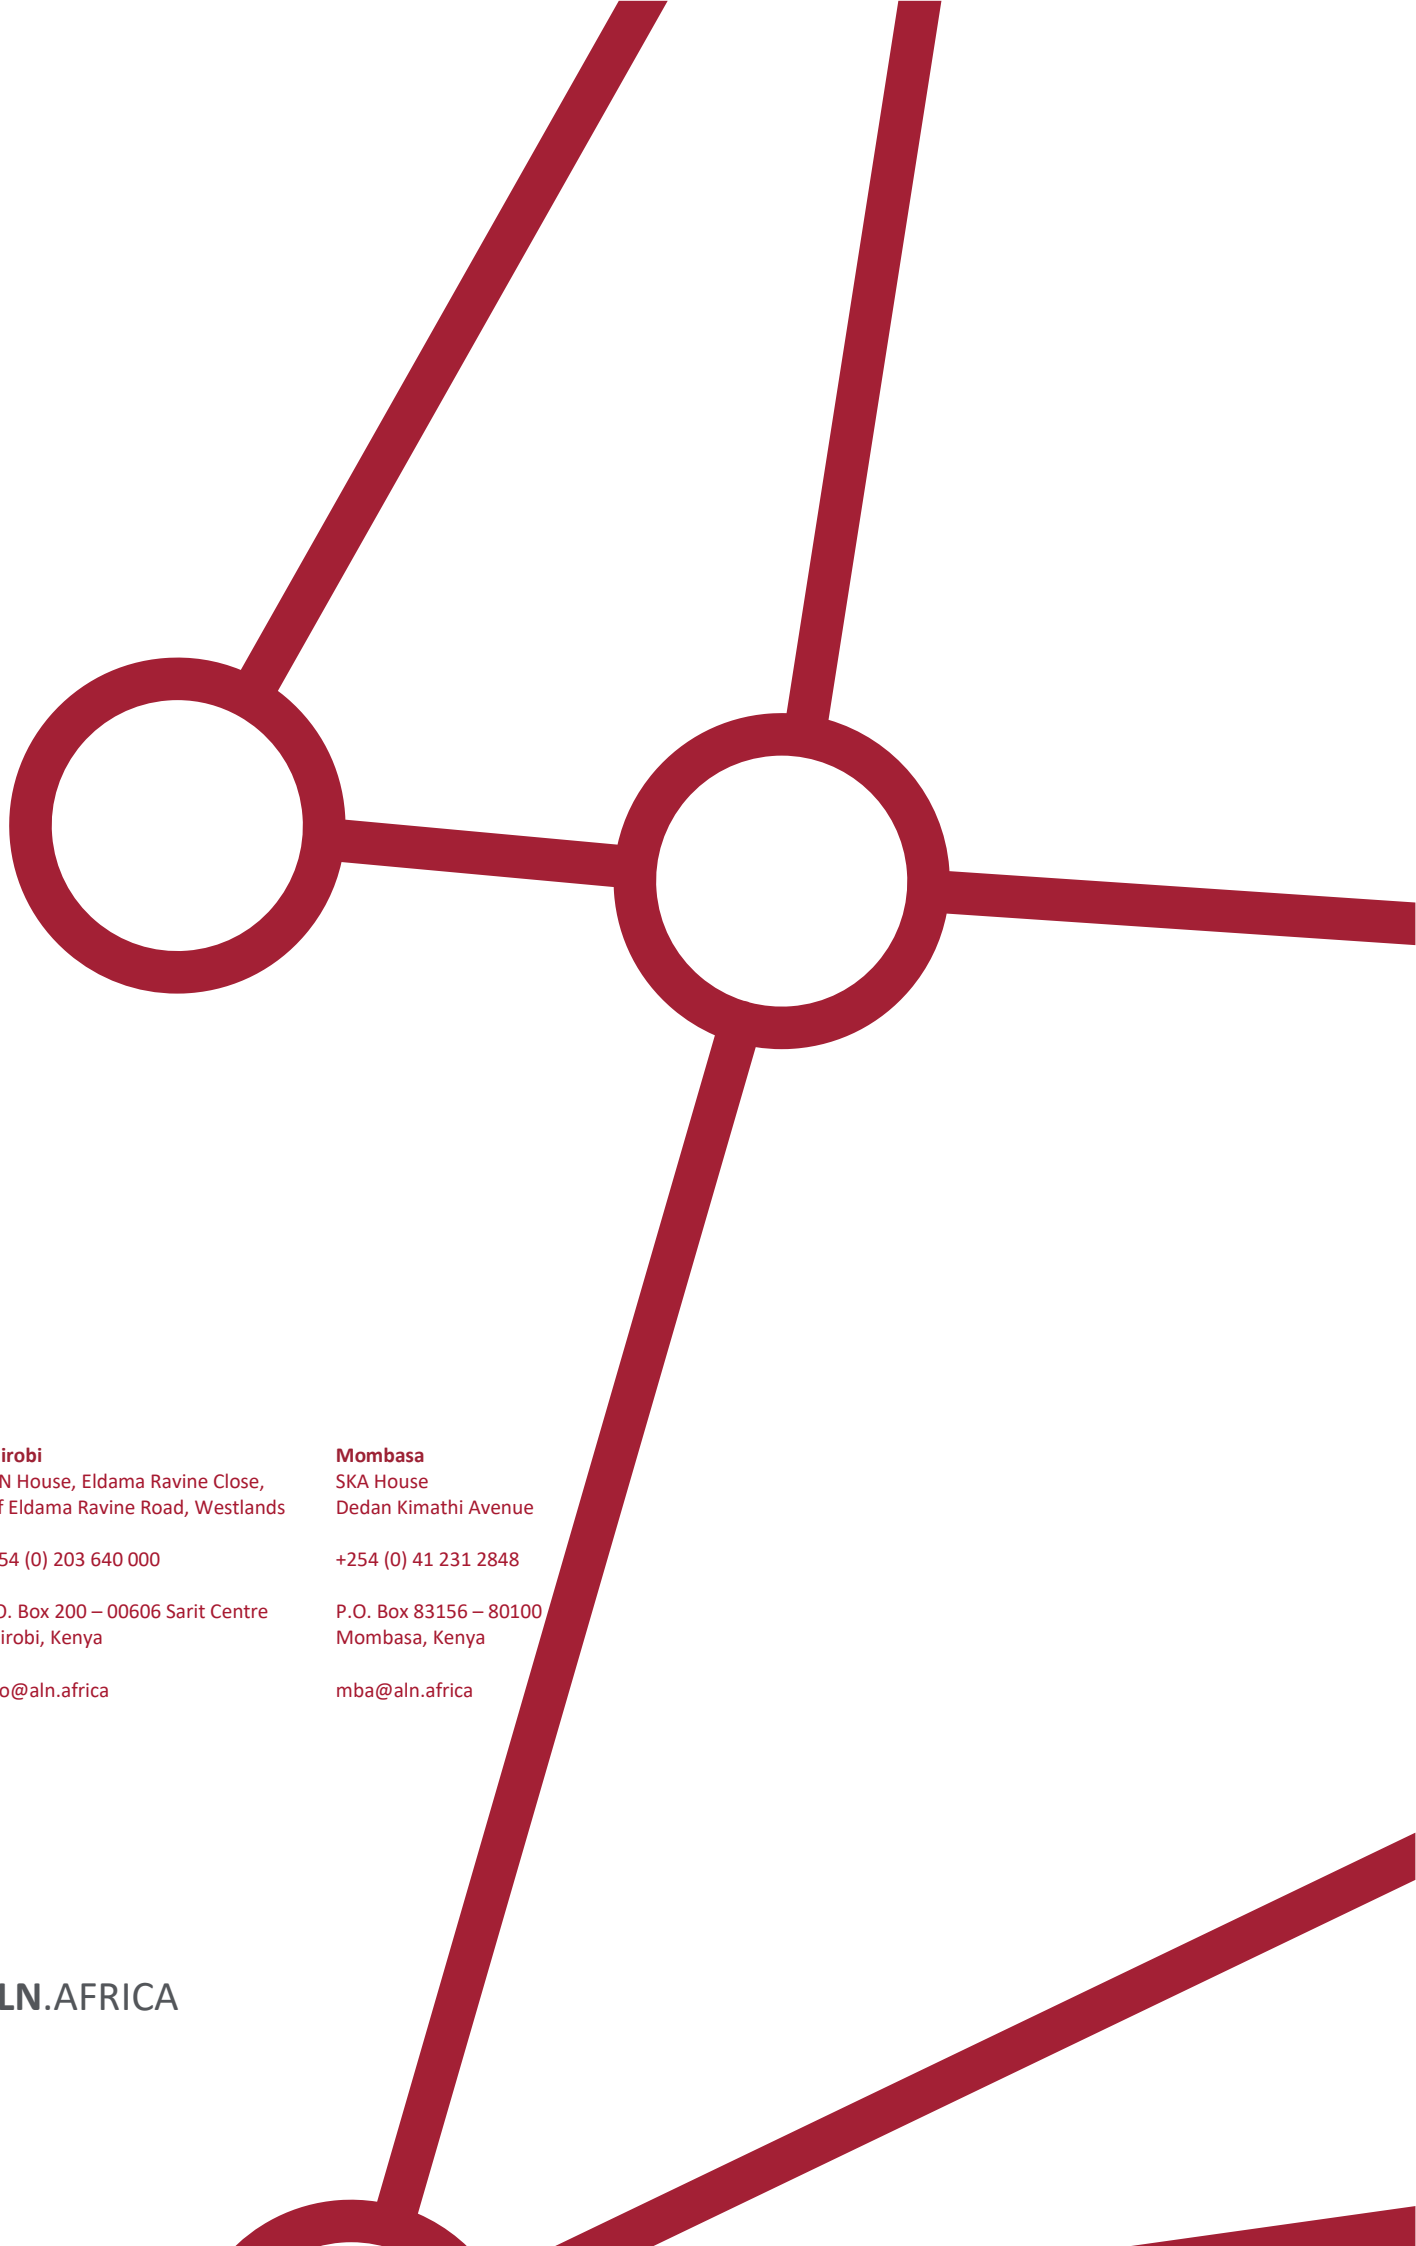 irobi
N House, Eldama Ravine Close,
f Eldama Ravine Road, Westlands
54 (0) 203 640 000
O. Box 200 – 00606 Sarit Centre
irobi, Kenya
o@aln.africa
Mombasa
SKA House
Dedan Kimathi Avenue
+254 (0) 41 231 2848
P.O. Box 83156 – 80100
Mombasa, Kenya
mba@aln.africa
LN.AFRICA